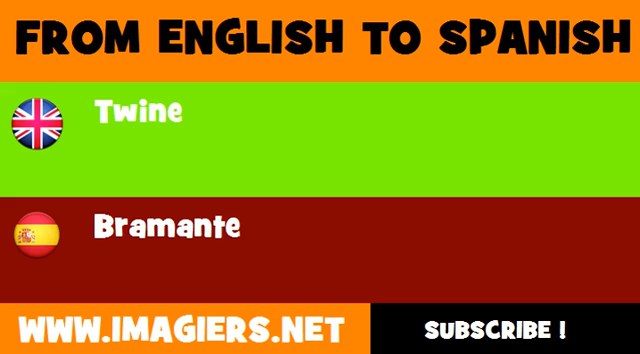 FROM ENGLISH TO SPANISH
Twine
Bramante
WWW.IMAGIERS.NET
SUBSCRIBE !